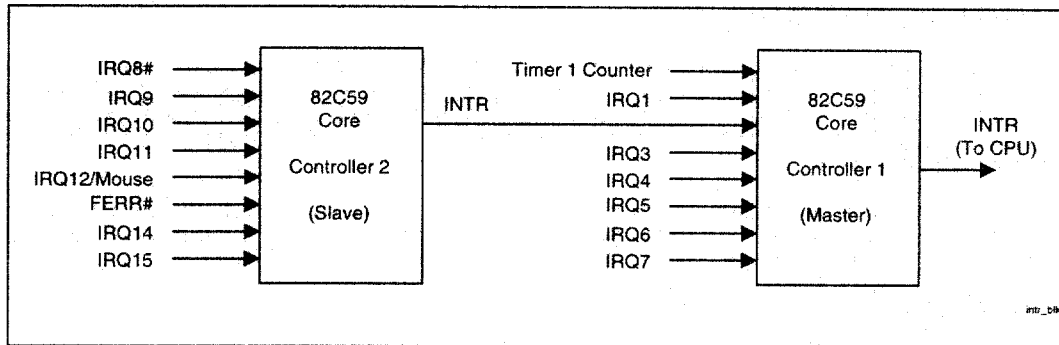 IRQ8#
IRQ9
IRQ10
IRQ11
IRQ12/Mouse
FERR#
IRQ14
IRQ15
82C59
Core
Controller 2
(Slave)
INTR
Timer 1 Counter
IRQ1
IRQ3
IRQ4
IRQ5
IRQ6
IRQ7
82C59
Core
Controller 1
(Master)
INTR
(To CPU)
intr_blk